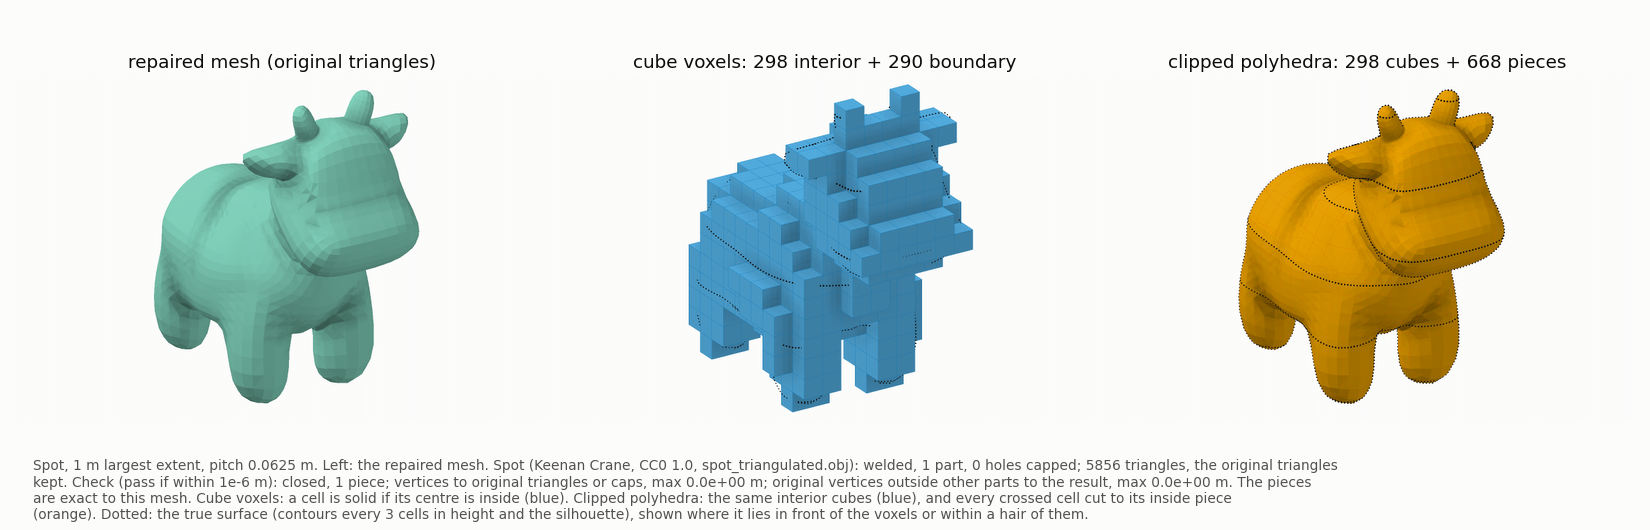 repaired mesh (original triangles)
cube voxels: 298 interior + 290 boundary
clipped polyhedra: 298 cubes + 668 pieces
Spot, 1 m largest extent, pitch 0.0625 m. Left: the repaired mesh. Spot (Keenan Crane, CC0 1.0, spot_triangulated.obj): welded, 1 part, 0 holes capped; 5856 triangles, the original triangles
kept. Check (pass if within 1e-6 m): closed, 1 piece; vertices to original triangles or caps, max 0.0e+00 m; original vertices outside other parts to the result, max 0.0e+00 m. The pieces
are exact to this mesh. Cube voxels: a cell is solid if its centre is inside (blue). Clipped polyhedra: the same interior cubes (blue), and every crossed cell cut to its inside piece
(orange). Dotted: the true surface (contours every 3 cells in height and the silhouette), shown where it lies in front of the voxels or within a hair of them.